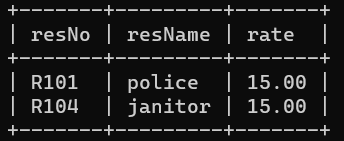 +-------+---------+-------+
| resNo | resName | rate  |
+-------+---------+-------+
| R101  | police  | 15.00 |
| R104  | janitor | 15.00 |
+-------+---------+-------+